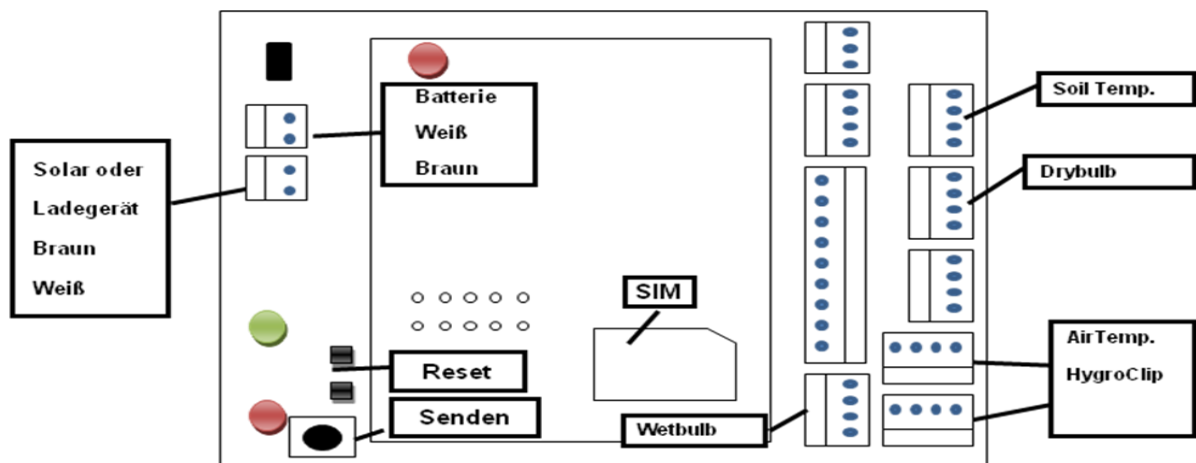 Batterie
Weiß
Braun
Solar oder
Ladegerät
Braun
Weiß
Soil Temp.
Drybulb
SIM
AirTemp.
HygroClip
Reset
Senden
Wetbulb